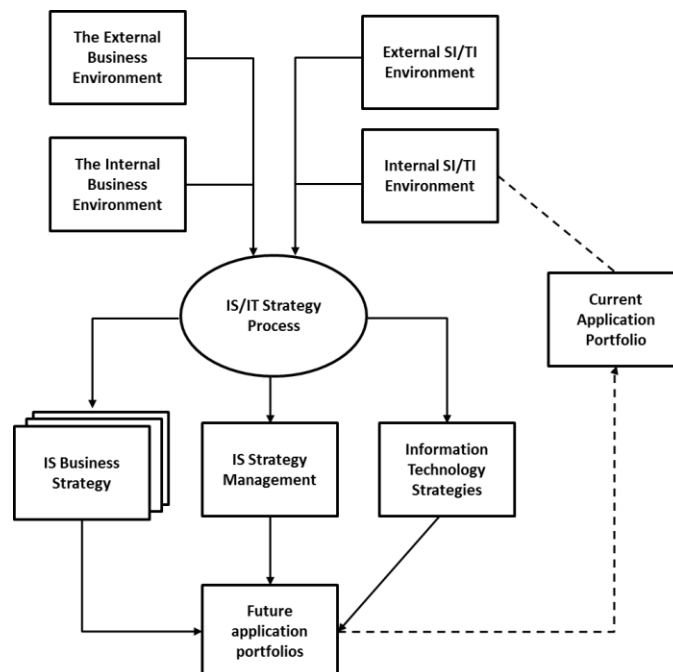 The External
Business
Environment
External SI/TI
Environment
The Internal
Business
Environment
Internal SI/TI
Environment
IS/IT Strategy
Process
Current
Application
Portfolio
IS Business
Strategy
IS Strategy
Management
Information
Technology
Strategies
Future
application
portfolios